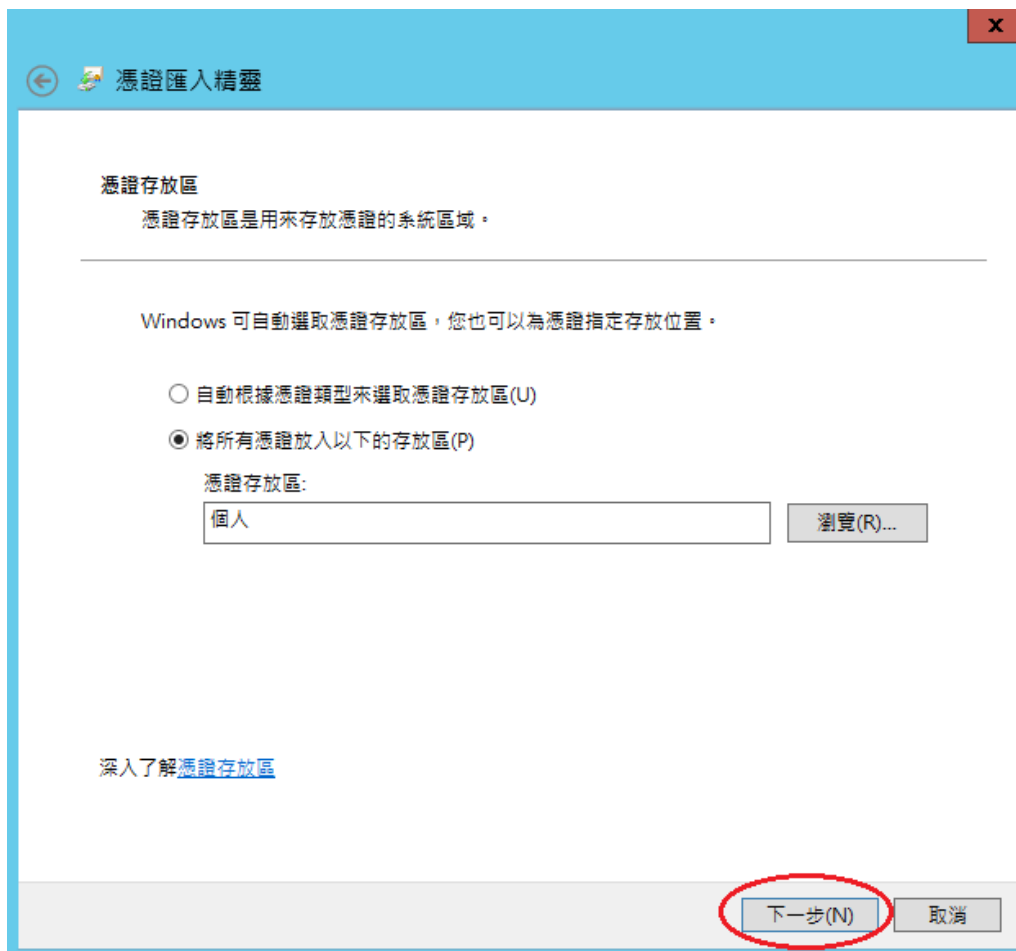 x
憑證匯入精靈
憑證存放區
憑證存放區是用來存放憑證的系統區域。
Windows 可自動選取憑證存放區，您也可以為憑證指定存放位置。
自動根據憑證類型來選取憑證存放區(U)
將所有憑證放入以下的存放區(P)
憑證存放區:
個人
瀏覽(R)...
深入了解憑證存放區
下一步(N)
取消